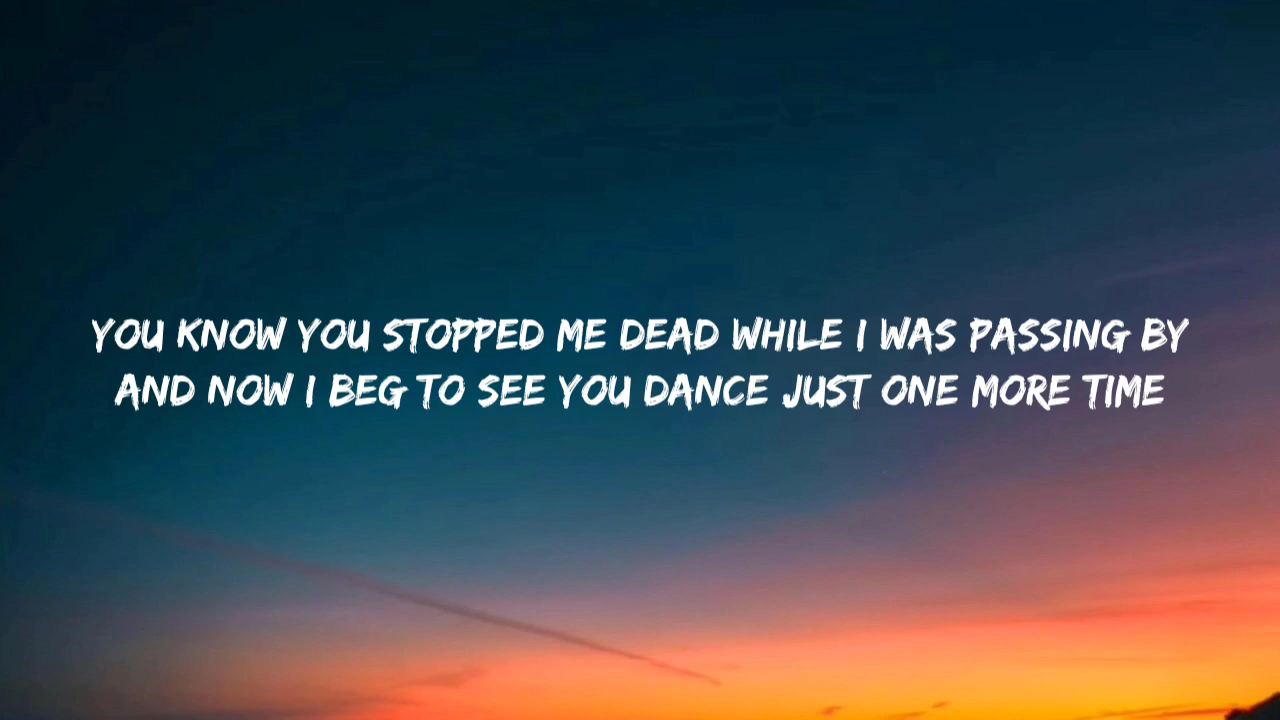 YOU KNOW YOU STOPPED ME DEAD WHILE I WAS PASSING BY
AND NOW I BEG TO SEE YOU DANCE JUST ONE MORE TIME